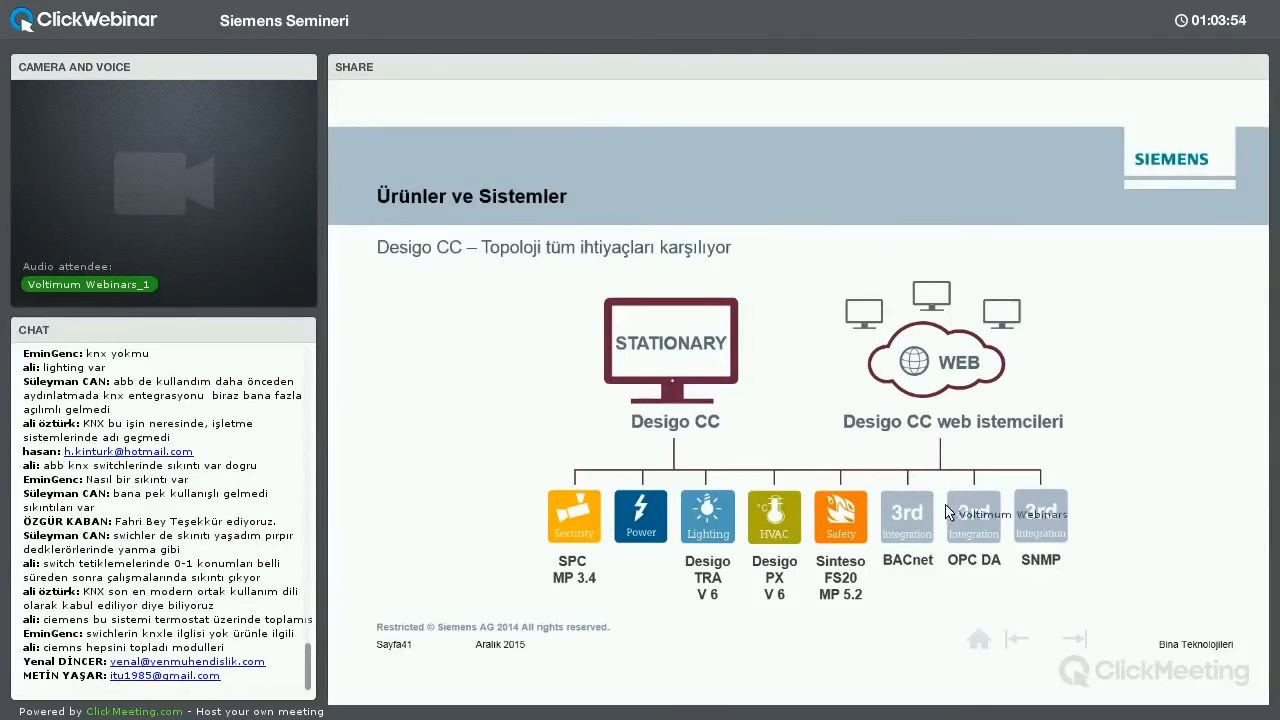 ClickWebinar
Siemens Semineri
01:03:54
CAMERA AND VOICE
Audio attendee:
Voltimum Webinars_1
CHAT
EminGenc: knx yokmu
ali: lighting var
Süleyman CAN: abb de kullandım daha önceden
aydınlatmada knx entegrasyonu biraz bana fazla
açılımlı gelmedi
ali öztürk: KNX bu işin neresinde, işletme
sistemlerinde adı geçmedi
hasan: h.kinturk@hotmail.com
ali: abb knx switchlerinde sıkıntı var dogru
EminGenc: Nasıl bir sıkıntı var
Süleyman CAN: bana pek kullanışlı gelmedi
sıkıntıları var
ÖZGÜR KABAN: Fahri Bey Teşekkür ediyoruz.
Süleyman CAN: swichler de skıntı yaşadım pırpır
dedklerörlerinde yanma gibi
ali: switch tetiklemelerinde 0-1 konumları belli
süreden sonra çalışmalarında sıkıntı çıkıyor
ali öztürk: KNX son en modern ortak kullanım dili
olarak kabul ediliyor diye biliyoruz
ali: ciemens bu sistemi termostat üzerinde toplamıs
EminGenc: swichlerin knxle ilglisi yok ürünle ilgili
ali: ciemns hepsini topladı modulleri
Yenal DİNCER: yenal@yenmuhendislik.com
METİN YAŞAR: itu1985@gmail.com
Powered by ClickMeeting.com - Host your own meeting
SHARE
SIEMENS
Ürünler ve Sistemler
Desigo CC – Topoloji tüm ihtiyaçları karşılıyor
STATIONARY
WEB
Desigo CC
Desigo CC web istemcileri
Security
Power
Lighting
HVAC
Safety
3rd Integration
3rd Integration
3rd Integration
Voltimum Webinars
SPC
MP 3.4
Desigo
TRA
V 6
Desigo
PX
V 6
Sinteso
FS20
MP 5.2
BACnet
OPC DA
SNMP
Restricted © Siemens AG 2014 All rights reserved.
Sayfa41
Aralık 2015
Bina Teknolojileri
ClickMeeting